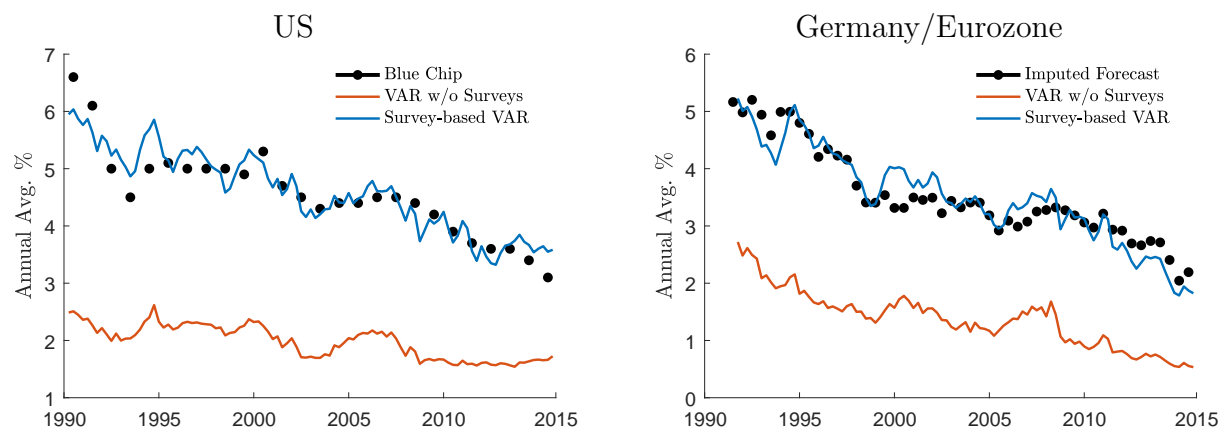 US
Annual Avg. %
7
6
5
4
3
2
1
1990 1995 2000 2005 2010 2015
Blue Chip
VAR w/o Surveys
Survey-based VAR
Germany/Eurozone
Annual Avg. %
6
5
4
3
2
1
0
1990 1995 2000 2005 2010 2015
Imputed Forecast
VAR w/o Surveys
Survey-based VAR